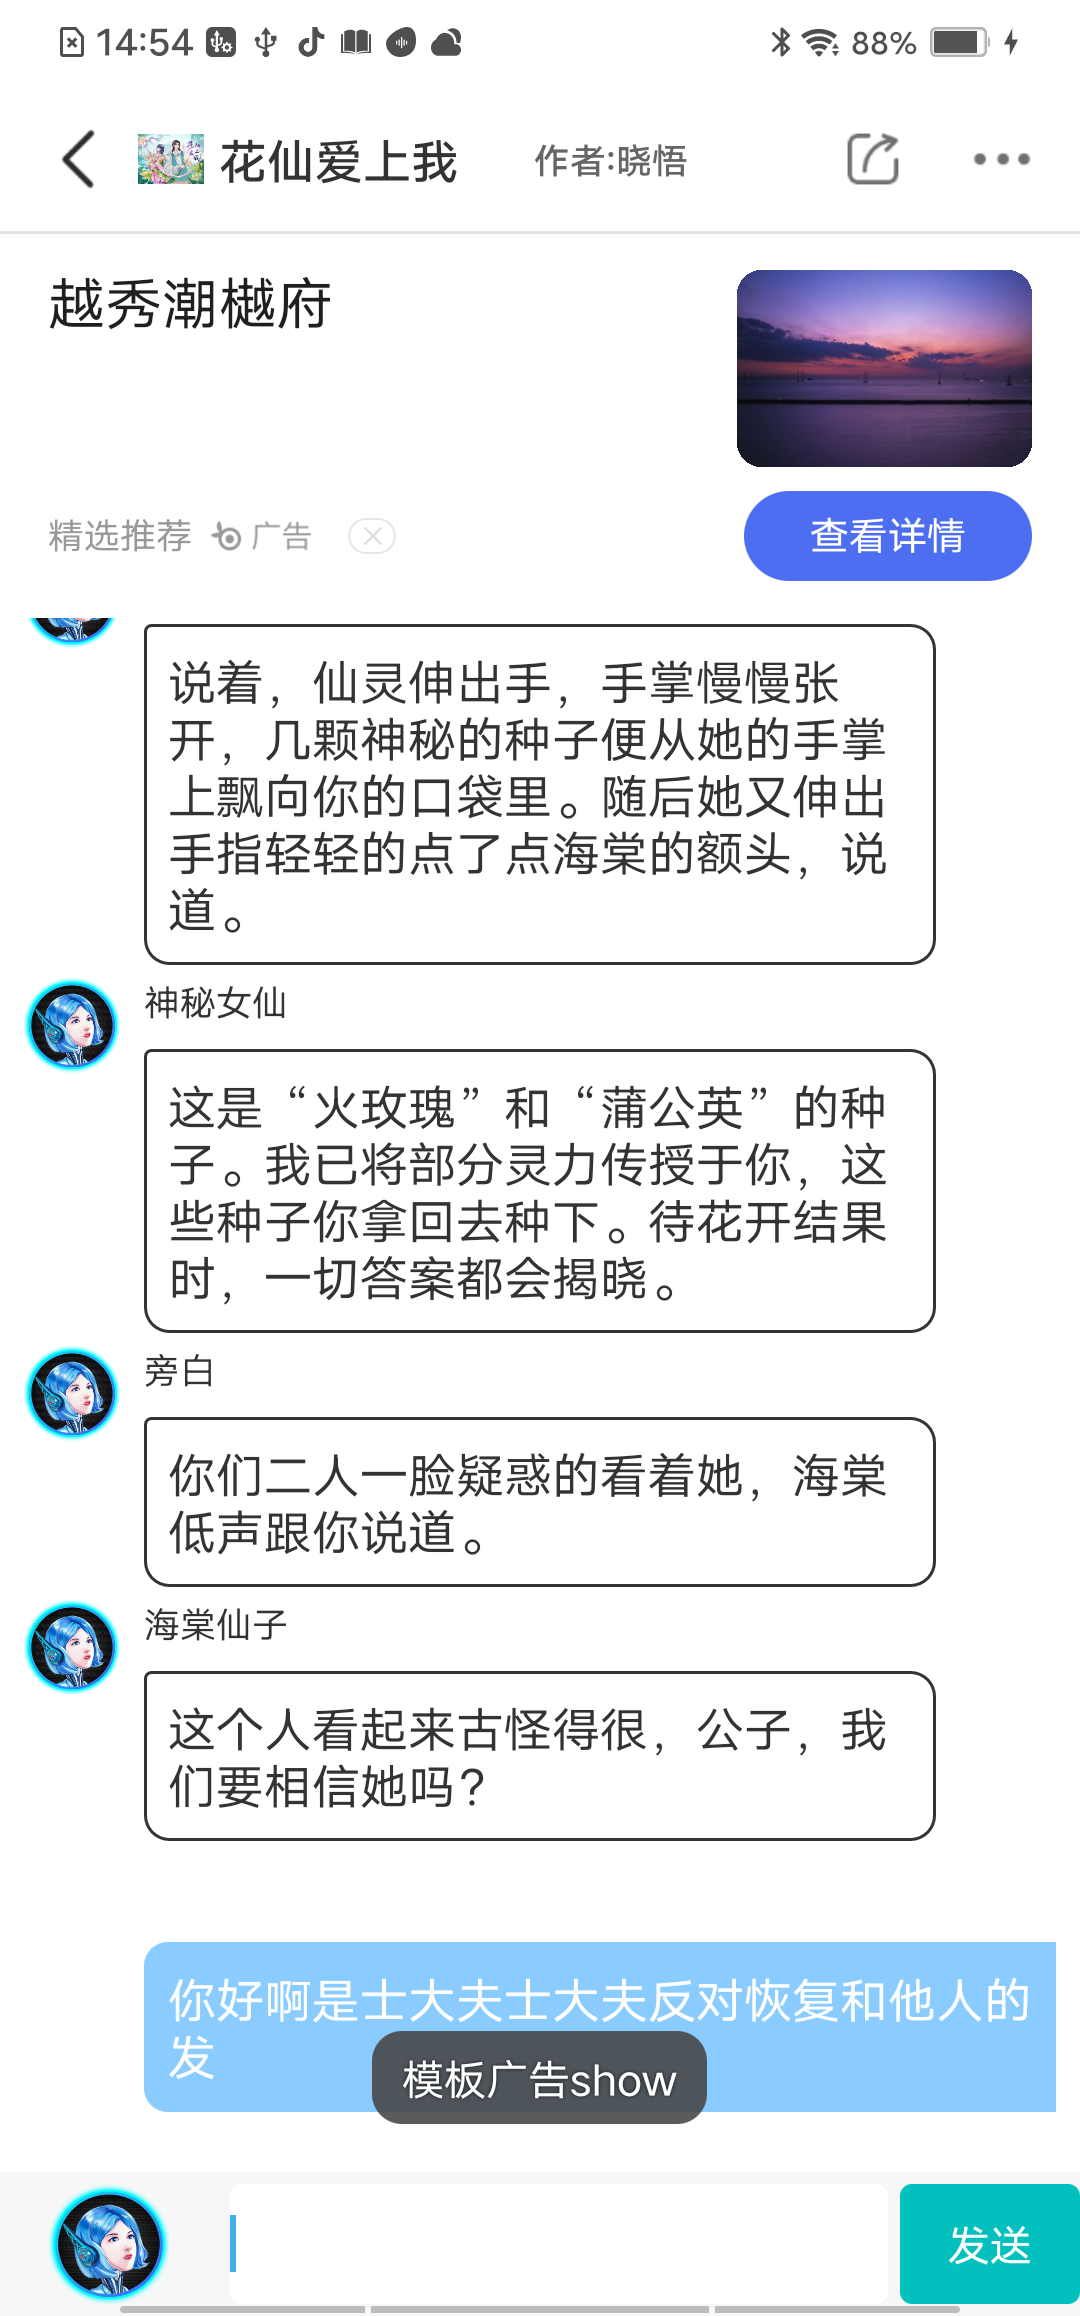 14:54
88%
花仙爱上我
作者:晓悟
越秀潮樾府
精选推荐
广告
查看详情
说着，仙灵伸出手，手掌慢慢张
开，几颗神秘的种子便从她的手掌
上飘向你的口袋里。随后她又伸出
手指轻轻的点了点海棠的额头，说
道。
神秘女仙
这是“火玫瑰”和“蒲公英”的种
子。我已将部分灵力传授于你，这
些种子你拿回去种下。待花开结果
时，一切答案都会揭晓。
旁白
你们二人一脸疑惑的看着她，海棠
低声跟你说道。
海棠仙子
这个人看起来古怪得很，公子，我
们要相信她吗?
你好啊是士大夫士大夫反对恢复和他人的
发
模板广告show
发送